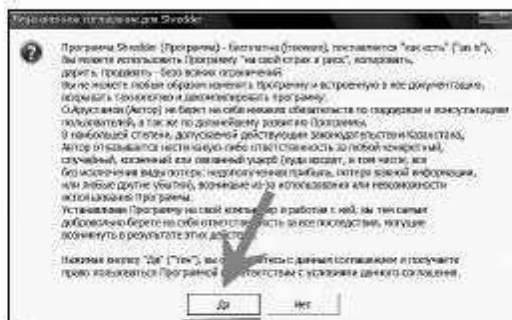 Лицензионное соглашение для Shredder
Программа Shredder (Программа) - бесплатна (freeware), поставляется "как есть" ("as is").
Вы можете использовать Программу "на свой страх и риск", копировать,
дарить, продавать - безо всяких ограничений.
Вы не можете любым образом изменять Программу и встроенную в нее документацию,
вскрывать технологию и декомпилировать программу.
(Автор) не берет на себя никаких обязательств по поддержке и консультации
пользователей, а так же по дальнейшему развитию Программы.
В наибольшей степени, допускаемой действующим законодательством Казахстана,
Автор отказывается нести какую-либо ответственность за любой конкретный,
случайный, косвенный или связанный ущерб (куда входят, в том числе, все
без исключения виды потерь: недополученная прибыль, потеря важной информации,
или любые другие убытки), возникшие из-за использования или невозможности
использования Программы.
Устанавливая Программу на свой компьютер и работая с ней, вы тем самым
добровольно берете на себя ответственность за все последствия, могущие
возникнуть в результате этих действий.
Нажимая кнопку "Да" ("Yes"), вы соглашаетесь с данным соглашением и получаете
право пользоваться Программой в соответствии с условиями данного соглашения.
Да
Нет